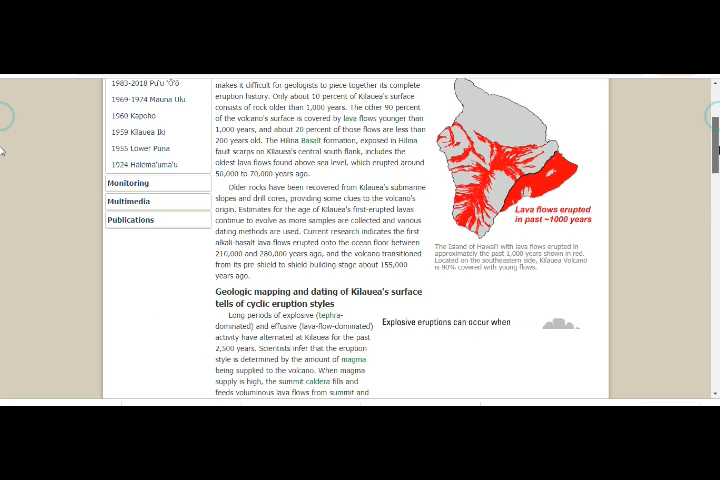 1983-2018 Pu'u ʻŌʻō
1969-1974 Mauna Ulu
1960 Kapoho
1959 Kilauea Iki
1955 Lower Puna
1924 Halema'uma'u
Monitoring
Multimedia
Publications
makes it difficult for geologists to piece together its complete
eruption history. Only about 10 percent of Kilauea's surface
consists of rock older than 1,000 years. The other 90 percent
of the volcano's surface is covered by lava flows younger than
1,000 years, and about 20 percent of those flows are less than
200 years old. The Hilina Basalt formation, exposed in Hilina
fault scarps on Kilauea's central south flank, includes the
oldest lava flows found above sea level, which erupted around
50,000 to 70,000 years ago.
Older rocks have been recovered from Kilauea's submarine
slopes and drill cores, providing some clues to the volcano's
origin. Estimates for the age of Kilauea's first-erupted lavas
continue to evolve as more samples are collected and various
dating methods are used. Current research indicates the first
alkali-basalt lava flows erupted onto the ocean floor between
210,000 and 280,000 years ago, and the volcano transitioned
from its pre-shield to shield-building stage about 155,000
years ago.
Geologic mapping and dating of Kilauea's surface
tells of cyclic eruption styles
Long periods of explosive (tephra-
dominated) and effusive (lava-flow-dominated)
activity have alternated at Kilauea for the past
2,500 years. Scientists infer that the eruption
style is determined by the amount of magma
being supplied to the volcano. When magma
supply is high, the summit caldera fills and
feeds voluminous lava flows from summit and
Lava flows erupted
in past ~1000 years
The Island of Hawai'i with lava flows erupted in
approximately the past 1,000 years shown in red.
Located on the southeastern side, Kilauea Volcano
is 90% covered with young flows.
Explosive eruptions can occur when